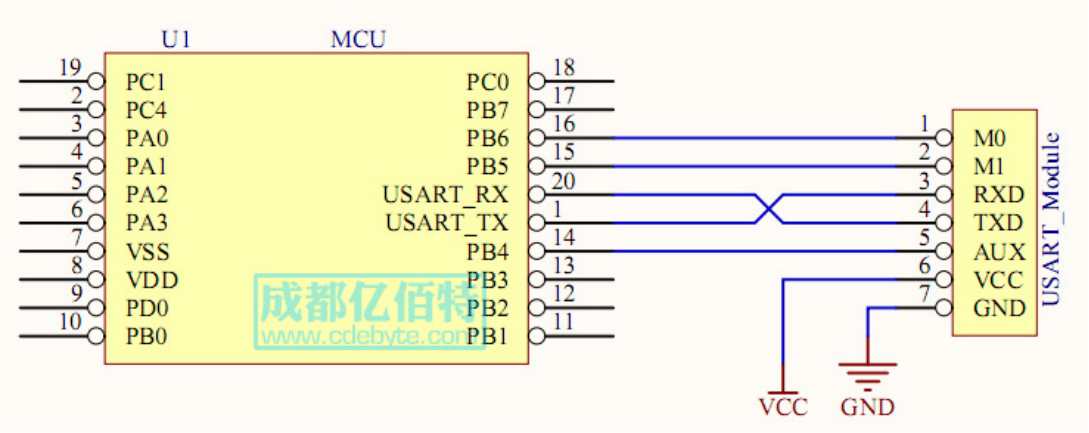 U1 MCU
19 PC1 PC0 18
2 PC4 PB7 17
3 PA0 PB6 16 1 M0
4 PA1 PB5 15 2 M1
5 PA2 USART_RX 20 3 RXD
6 PA3 USART_TX 1 4 TXD
7 VSS PB4 14 5 AUX
8 VDD PB3 13 6 VCC
9 PD0 PB2 12 7 GND
10 PB0 PB1 11
USART_Module
成都亿佰特
www.cdebyte.com
VCC GND